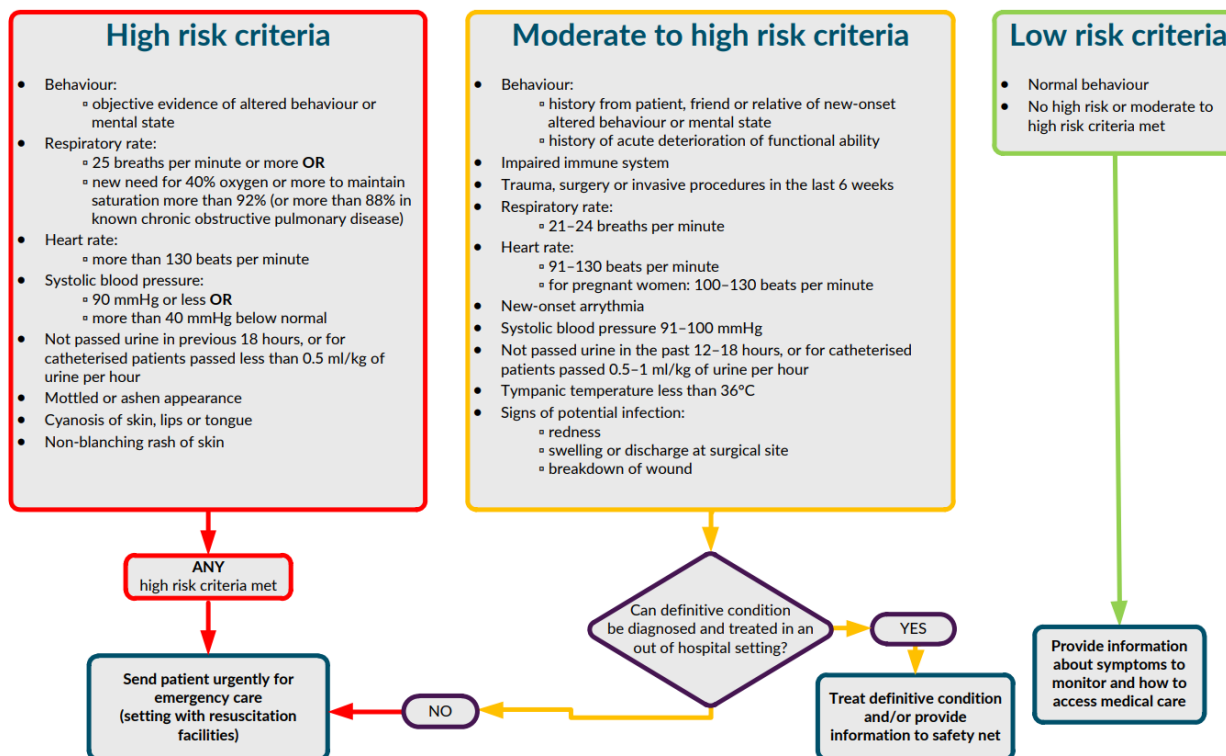 High risk criteria
● Behaviour:
▫ objective evidence of altered behaviour or
mental state
● Respiratory rate:
▫ 25 breaths per minute or more OR
▫ new need for 40% oxygen or more to maintain
saturation more than 92% (or more than 88% in
known chronic obstructive pulmonary disease)
● Heart rate:
▫ more than 130 beats per minute
● Systolic blood pressure:
▫ 90 mmHg or less OR
▫ more than 40 mmHg below normal
● Not passed urine in previous 18 hours, or for
catheterised patients passed less than 0.5 ml/kg of
urine per hour
● Mottled or ashen appearance
● Cyanosis of skin, lips or tongue
● Non-blanching rash of skin
Moderate to high risk criteria
● Behaviour:
▫ history from patient, friend or relative of new-onset
altered behaviour or mental state
▫ history of acute deterioration of functional ability
● Impaired immune system
● Trauma, surgery or invasive procedures in the last 6 weeks
● Respiratory rate:
▫ 21–24 breaths per minute
● Heart rate:
▫ 91–130 beats per minute
▫ for pregnant women: 100–130 beats per minute
● New-onset arrythmia
● Systolic blood pressure 91–100 mmHg
● Not passed urine in the past 12–18 hours, or for catheterised
patients passed 0.5–1 ml/kg of urine per hour
● Tympanic temperature less than 36°C
● Signs of potential infection:
▫ redness
▫ swelling or discharge at surgical site
▫ breakdown of wound
Low risk criteria
● Normal behaviour
● No high risk or moderate to
high risk criteria met
ANY
high risk criteria met
Can definitive condition
be diagnosed and treated in an
out of hospital setting?
YES
NO
Send patient urgently for
emergency care
(setting with resuscitation
facilities)
Treat definitive condition
and/or provide
information to safety net
Provide information
about symptoms to
monitor and how to
access medical care